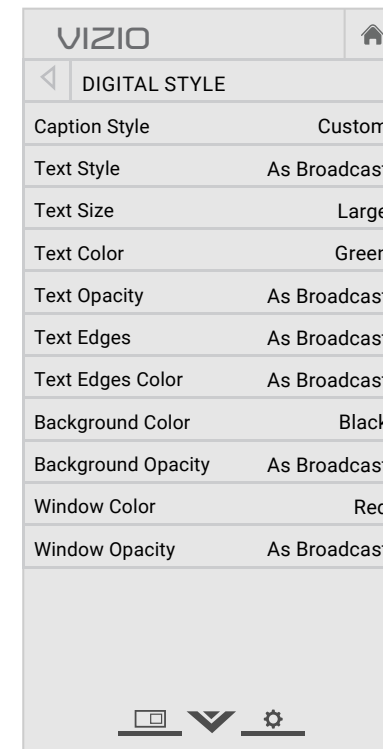 VIZIO
DIGITAL STYLE
Caption Style Custom
Text Style As Broadcast
Text Size Large
Text Color Green
Text Opacity As Broadcast
Text Edges As Broadcast
Text Edges Color As Broadcast
Background Color Black
Background Opacity As Broadcast
Window Color Red
Window Opacity As Broadcast